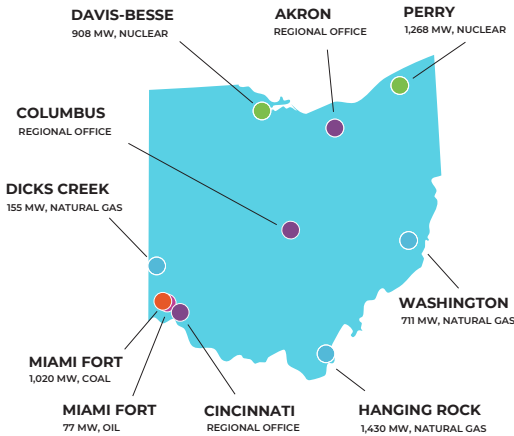 DAVIS-BESSE
908 MW, NUCLEAR
AKRON
REGIONAL OFFICE
PERRY
1,268 MW, NUCLEAR
COLUMBUS
REGIONAL OFFICE
DICKS CREEK
155 MW, NATURAL GAS
WASHINGTON
711 MW, NATURAL GAS
MIAMI FORT
1,020 MW, COAL
MIAMI FORT
77 MW, OIL
CINCINNATI
REGIONAL OFFICE
HANGING ROCK
1,430 MW, NATURAL GAS